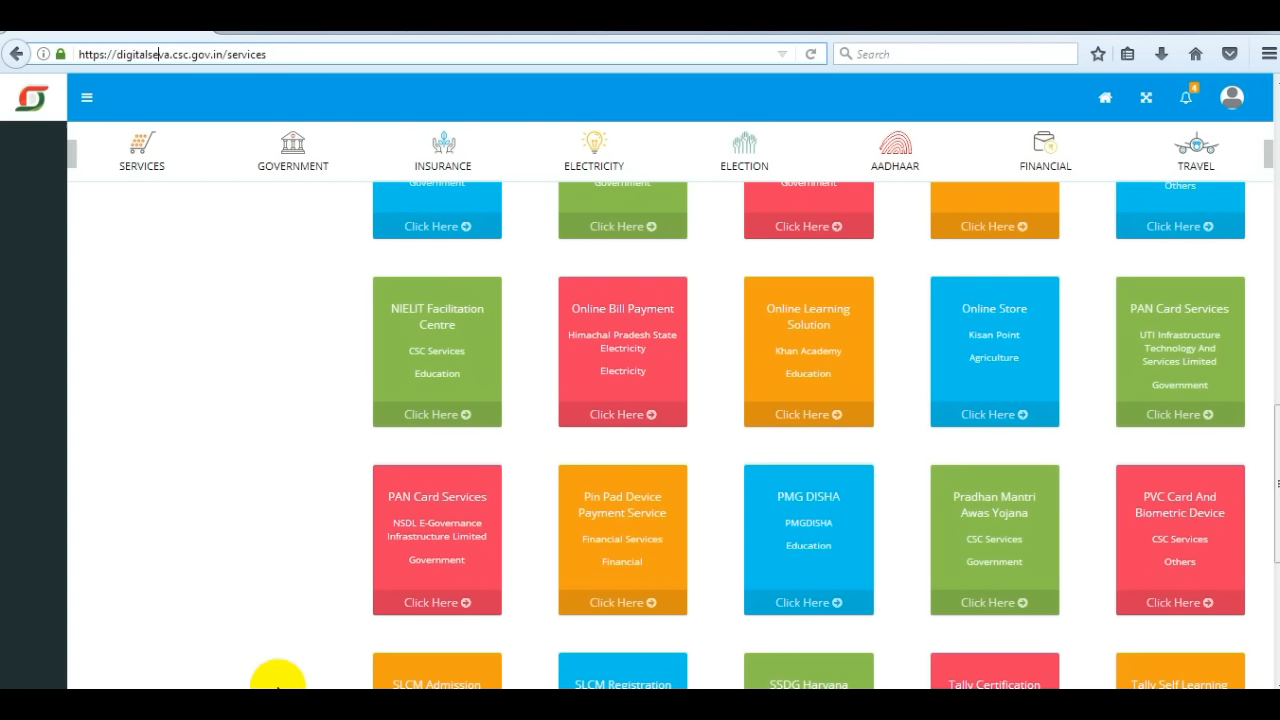 https://digitalseva.csc.gov.in/services
Search
4
SERVICES
GOVERNMENT
INSURANCE
ELECTRICITY
ELECTION
AADHAAR
FINANCIAL
TRAVEL
Government
Government
Government
Others
Click Here
Click Here
Click Here
Click Here
Click Here
NIELIT Facilitation
Centre
CSC Services
Education
Click Here
Online Bill Payment
Himachal Pradesh State
Electricity
Electricity
Click Here
Online Learning
Solution
Khan Academy
Education
Click Here
Online Store
Kisan Point
Agriculture
Click Here
PAN Card Services
UTI Infrastructure
Technology And
Services Limited
Government
Click Here
PAN Card Services
NSDL E-Governance
Infrastructure Limited
Government
Click Here
Pin Pad Device
Payment Service
Financial Services
Financial
Click Here
PMG DISHA
PMGDISHA
Education
Click Here
Pradhan Mantri
Awas Yojana
CSC Services
Government
Click Here
PVC Card And
Biometric Device
CSC Services
Others
Click Here
SLCM Admission
SLCM Registration
SSDG Haryana
Tally Certification
Tally Self Learning